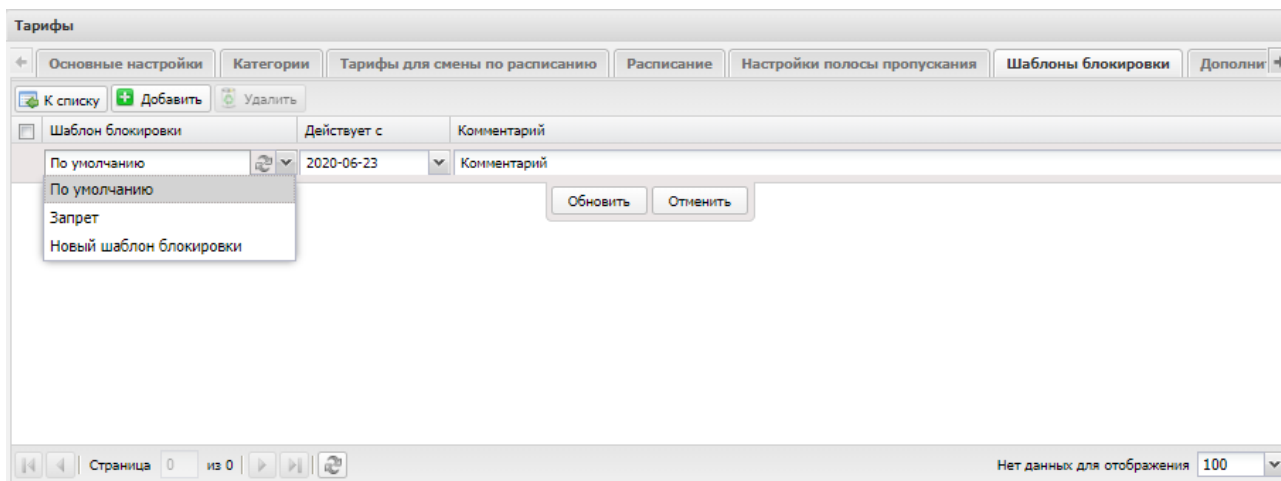 Тарифы
Основные настройки Категории Тарифы для смены по расписанию Расписание Настройки полосы пропускания Шаблоны блокировки Дополни
К списку Добавить Удалить
Шаблон блокировки Действует с Комментарий
По умолчанию 2020-06-23 Комментарий
По умолчанию
Обновить Отменить
Запрет
Новый шаблон блокировки
Страница 0 из 0 Нет данных для отображения 100